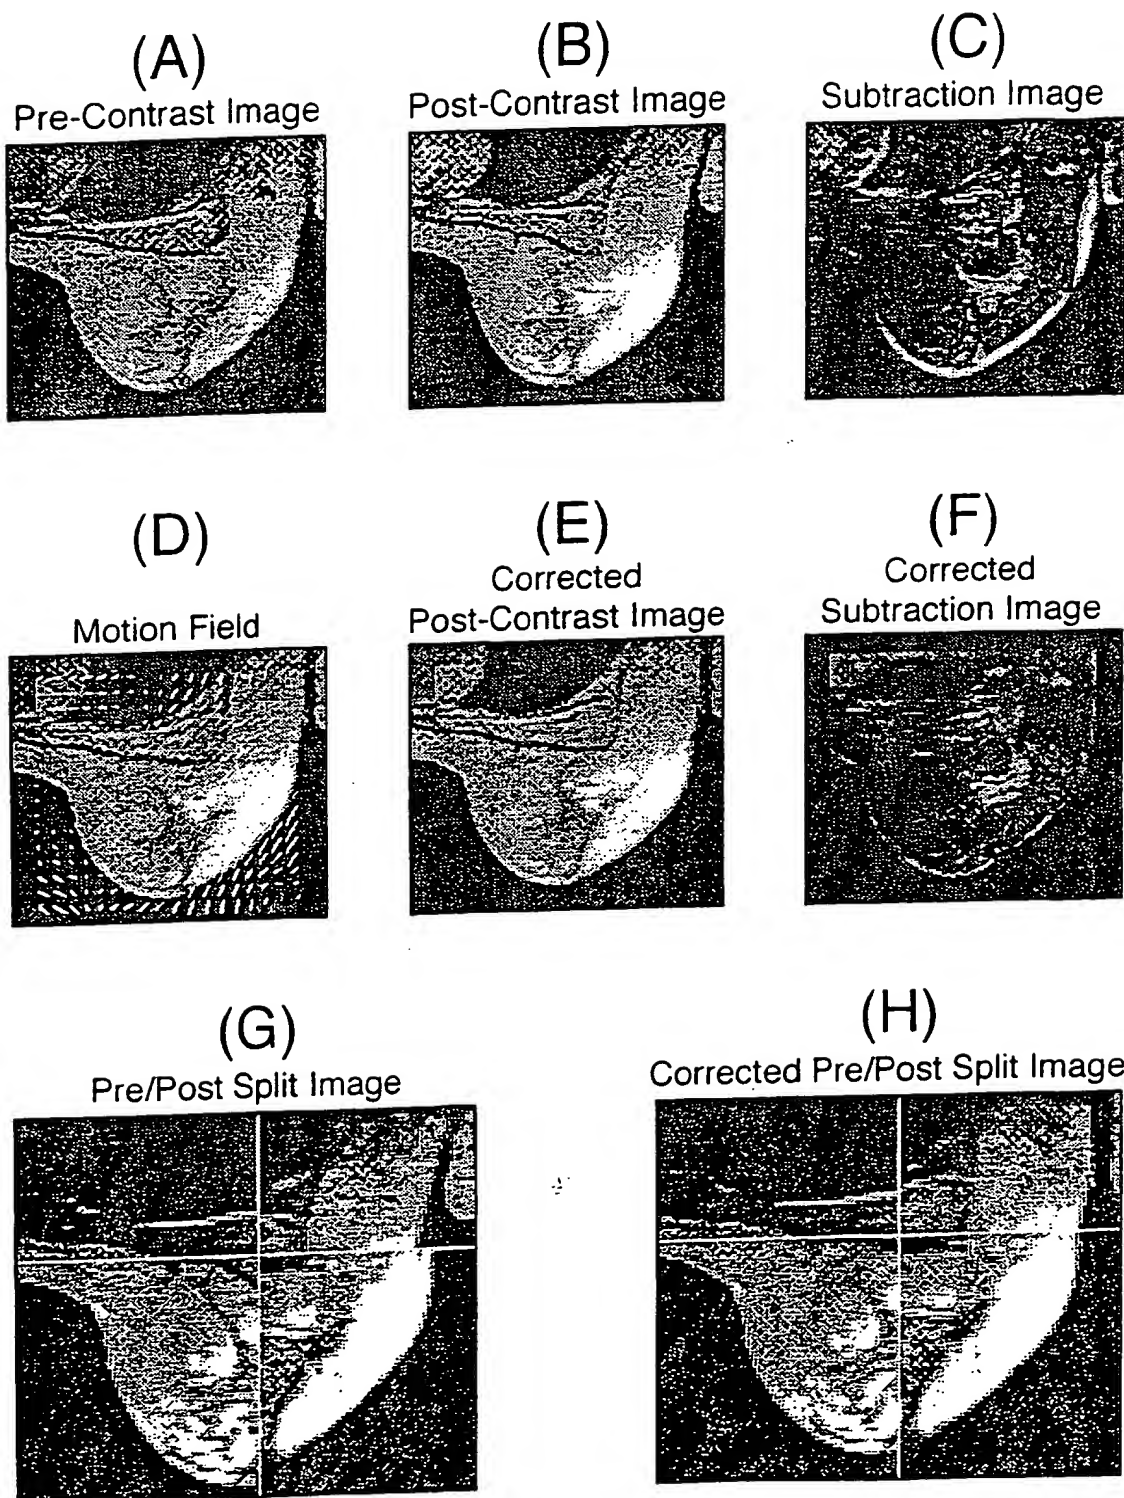 (A)
Pre-Contrast Image
(B)
Post-Contrast Image
(C)
Subtraction Image
(D)
Motion Field
(E)
Corrected
Post-Contrast Image
(F)
Corrected
Subtraction Image
(G)
Pre/Post Split Image
(H)
Corrected Pre/Post Split Image